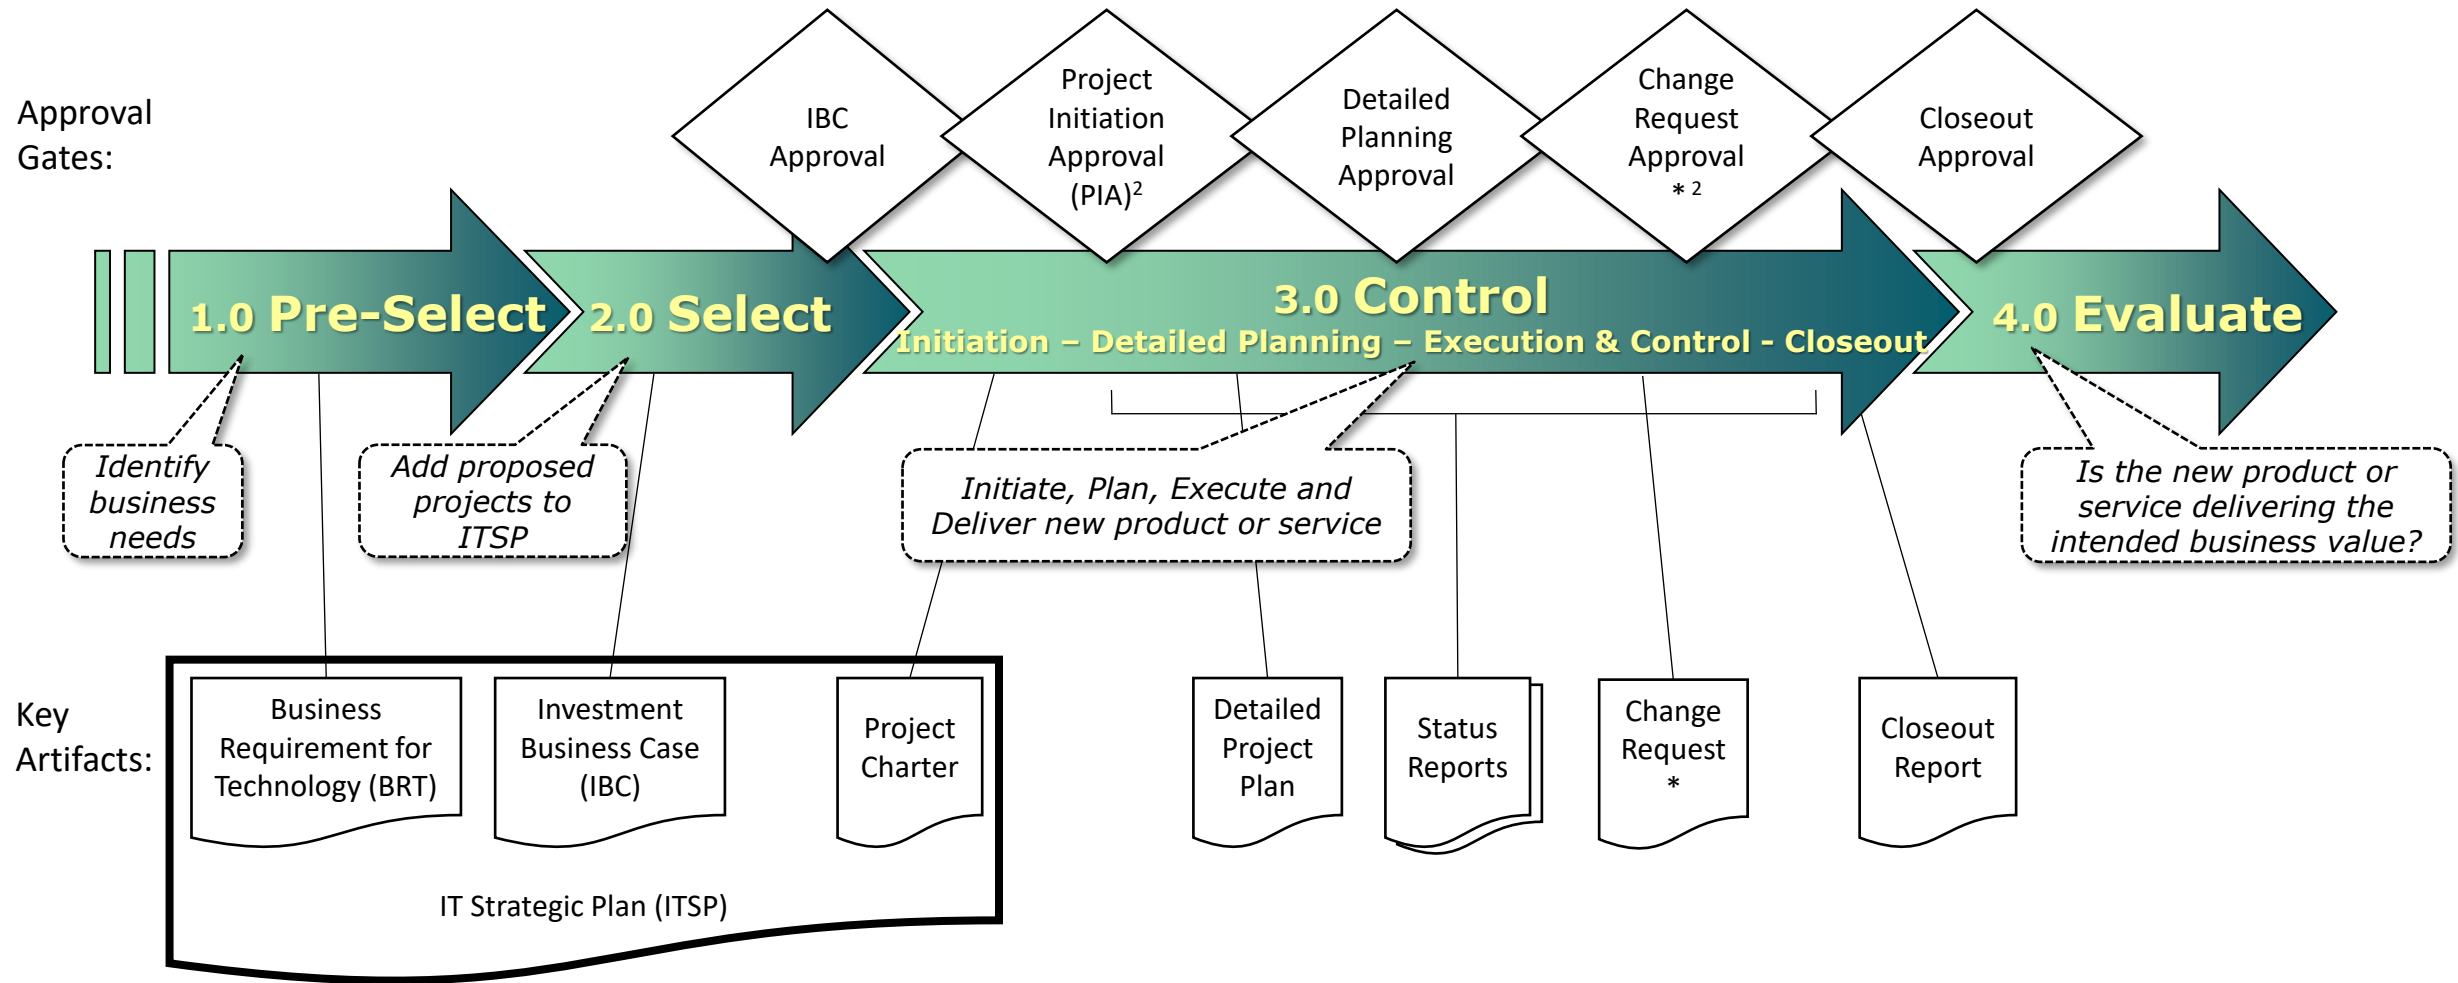 Approval
Gates:
IBC
Approval
Project
Initiation
Approval
(PIA)2
Detailed
Planning
Approval
Change
Request
Approval
* 2
Closeout
Approval
1.0 Pre-Select
2.0 Select
3.0 Control
Initiation – Detailed Planning – Execution & Control - Closeout
4.0 Evaluate
Identify
business
needs
Add proposed
projects to
ITSP
Initiate, Plan, Execute and
Deliver new product or service
Is the new product or
service delivering the
intended business value?
Key
Artifacts:
Business
Requirement for
Technology (BRT)
Investment
Business Case
(IBC)
Project
Charter
Detailed
Project
Plan
Status
Reports
Change
Request
*
Closeout
Report
IT Strategic Plan (ITSP)